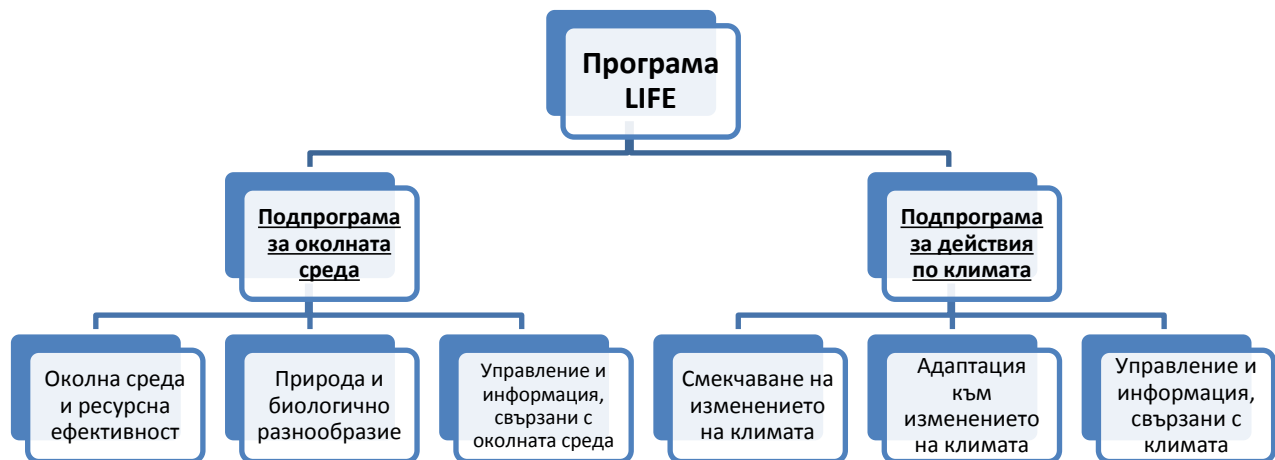 Програма
LIFE
Подпрограма
за околната
среда
Подпрограма
за действия
по климата
Околна среда
и ресурсна
ефективност
Природа и
биологично
разнообразие
Управление и
информация,
свързани с
околната среда
Смекчаване на
изменението
на климата
Адаптация
към
изменението
на климата
Управление и
информация,
свързани с
климата